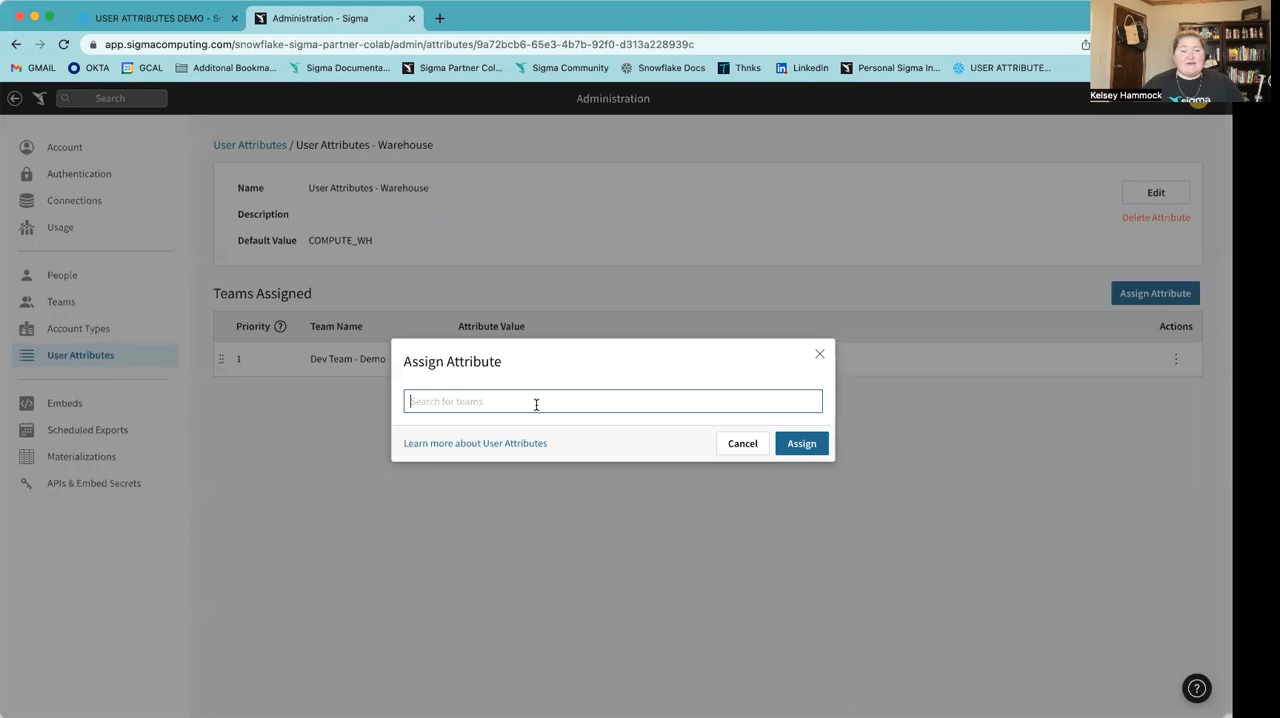 USER ATTRIBUTES DEMO - S
Administration - Sigma
app.sigmacomputing.com/snowflake-sigma-partner-colab/admin/attributes/9a72bcb6-65e3-4b7b-92f0-d313a228939c
GMAIL
OKTA
GCAL
Additonal Bookma...
Sigma Documenta...
Sigma Partner Col...
Sigma Community
Snowflake Docs
Thnks
LinkedIn
Personal Sigma In...
USER ATTRIBUTE...
Kelsey Hammock
sigma
Search
Administration
Account
Authentication
Connections
Usage
People
Teams
Account Types
User Attributes
Embeds
Scheduled Exports
Materializations
APIs & Embed Secrets
User Attributes / User Attributes - Warehouse
Name User Attributes - Warehouse
Description
Default Value COMPUTE_WH
Edit
Delete Attribute
Teams Assigned
Assign Attribute
Priority ? Team Name Attribute Value Actions
1 Dev Team - Demo
Assign Attribute
Search for teams
Learn more about User Attributes
Cancel
Assign
?